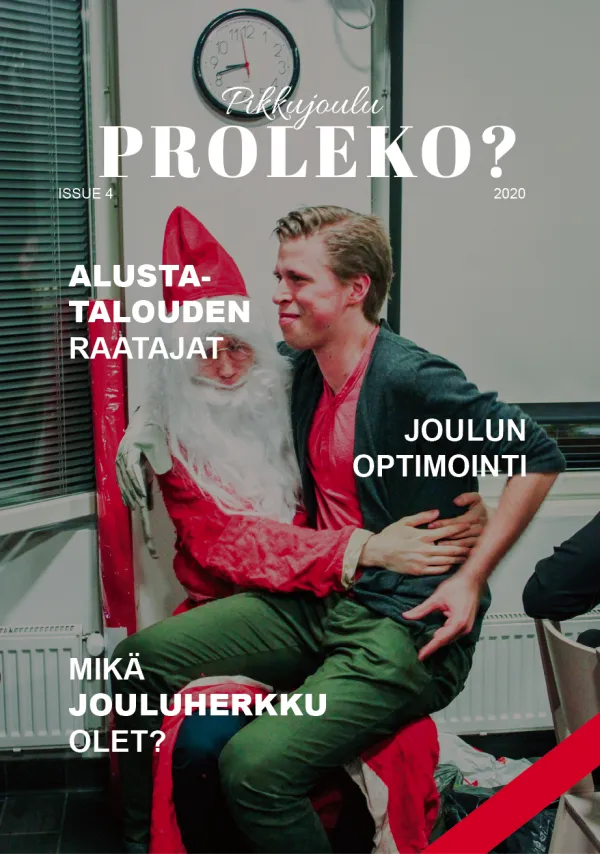 Pikkujoulu
PROLEKO?
ISSUE 4
2020
ALUSTA-
TALOUDEN
RAATAJAT
JOULUN
OPTIMOINTI
MIKÄ
JOULUHERKKU
OLET?